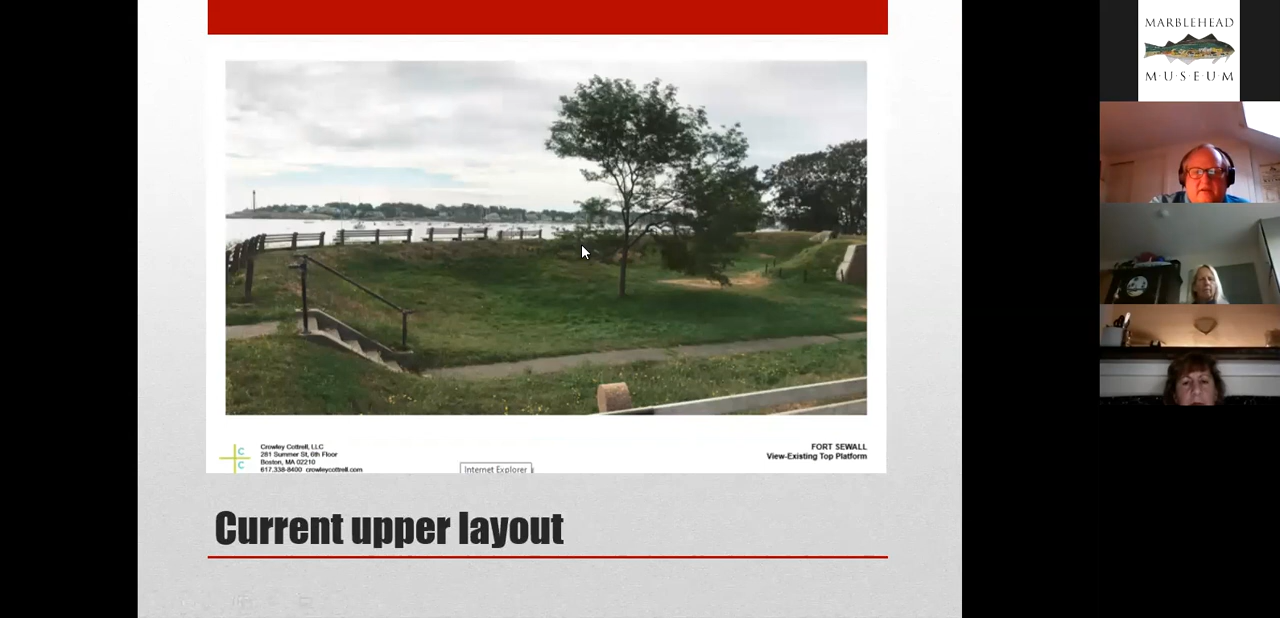 MARBLEHEAD
M·U·S·E·U·M
Crowley Cottrell, LLC
281 Summer St, 6th Floor
Boston, MA 02210
617.338-8400 crowleycottrell.com
FORT SEWALL
View-Existing Top Platform
Internet Explorer
Current upper layout